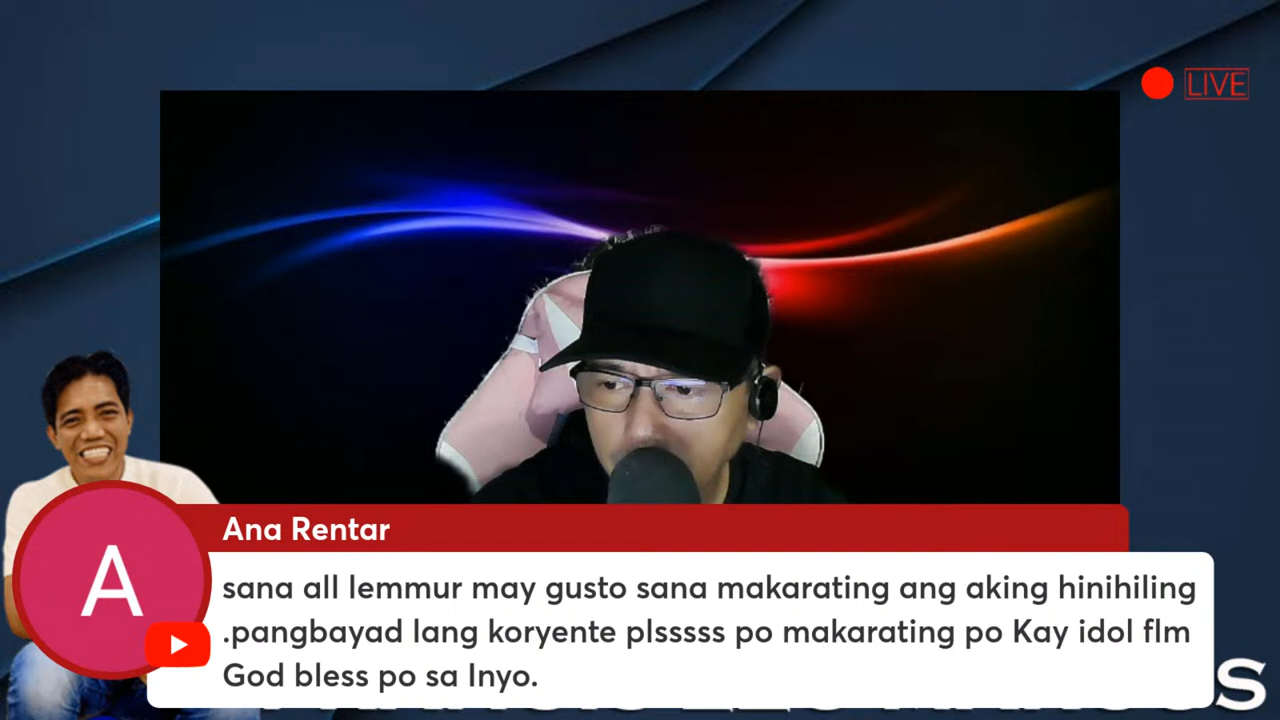 LIVE
Ana Rentar
A
sana all lemmur may gusto sana makarating ang aking hinihiling
.pangbayad lang koryente plsssss po makarating po Kay idol flm
God bless po sa Inyo.